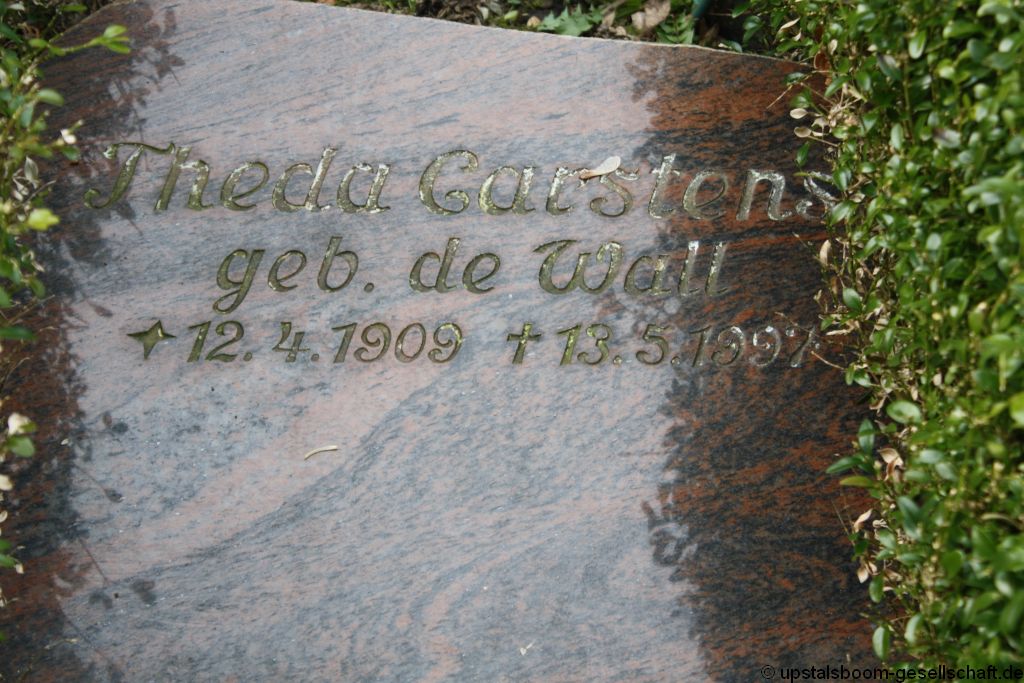 Theda Carstens
geb. de Wall
✦ 12. 4. 1909 † 13. 5. 1997
© upstalsboom-gesellschaft.de